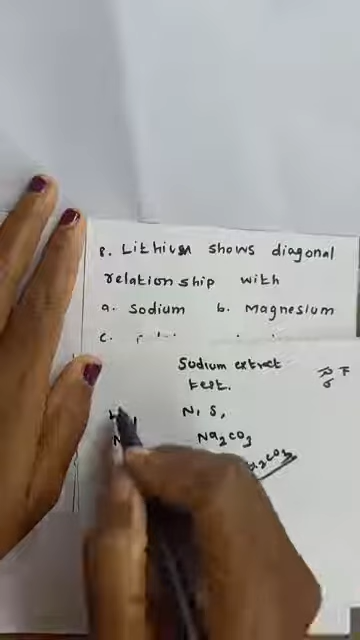 8. Lithium shows diagonal
relationship with
a. Sodium b. Magnesium
c.
Sodium extract
test.
N, S,
Na2CO3